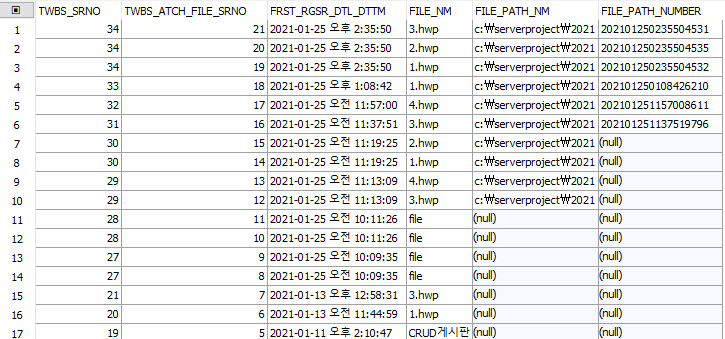 TWBS_SRNO TWBS_ATCH_FILE_SRNO FRST_RGSR_DTL_DTTM FILE_NM FILE_PATH_NM FILE_PATH_NUMBER
1 34 21 2021-01-25 오후 2:35:50 3.hwp c:₩serverproject₩2021 202101250235504531
2 34 20 2021-01-25 오후 2:35:50 2.hwp c:₩serverproject₩2021 202101250235504535
3 34 19 2021-01-25 오후 2:35:50 1.hwp c:₩serverproject₩2021 202101250235504532
4 33 18 2021-01-25 오후 1:08:42 1.hwp c:₩serverproject₩2021 202101250108426210
5 32 17 2021-01-25 오전 11:57:00 4.hwp c:₩serverproject₩2021 202101251157008611
6 31 16 2021-01-25 오전 11:37:51 3.hwp c:₩serverproject₩2021 202101251137519796
7 30 15 2021-01-25 오전 11:19:25 2.hwp c:₩serverproject₩2021 (null)
8 30 14 2021-01-25 오전 11:19:25 1.hwp c:₩serverproject₩2021 (null)
9 29 13 2021-01-25 오전 11:13:09 4.hwp c:₩serverproject₩2021 (null)
10 29 12 2021-01-25 오전 11:13:09 3.hwp c:₩serverproject₩2021 (null)
11 28 11 2021-01-25 오전 10:11:26 file (null) (null)
12 28 10 2021-01-25 오전 10:11:26 file (null) (null)
13 27 9 2021-01-25 오전 10:09:35 file (null) (null)
14 27 8 2021-01-25 오전 10:09:35 file (null) (null)
15 21 7 2021-01-13 오후 12:58:31 3.hwp (null) (null)
16 20 6 2021-01-13 오전 11:44:59 1.hwp (null) (null)
17 19 5 2021-01-11 오후 2:10:47 CRUD게시판 (null) (null)